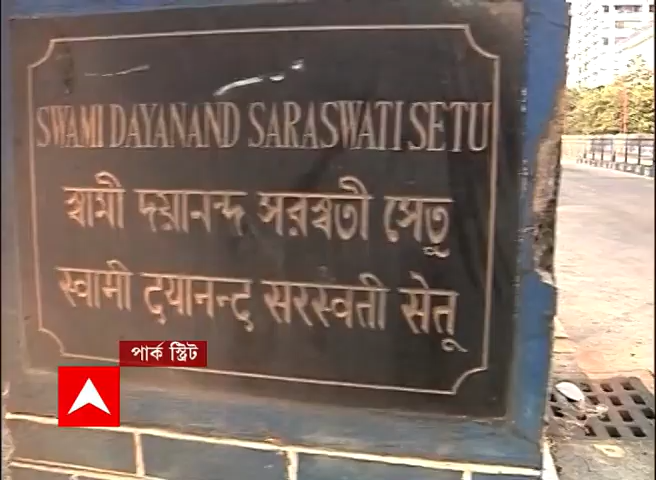 SWAMI DAYANAND SARASWATI SETU
স্বামী দয়ানন্দ সরস্বতী সেতু
स्वामी दयानन्द सरस्वती सेतू
পার্ক স্ট্রিট